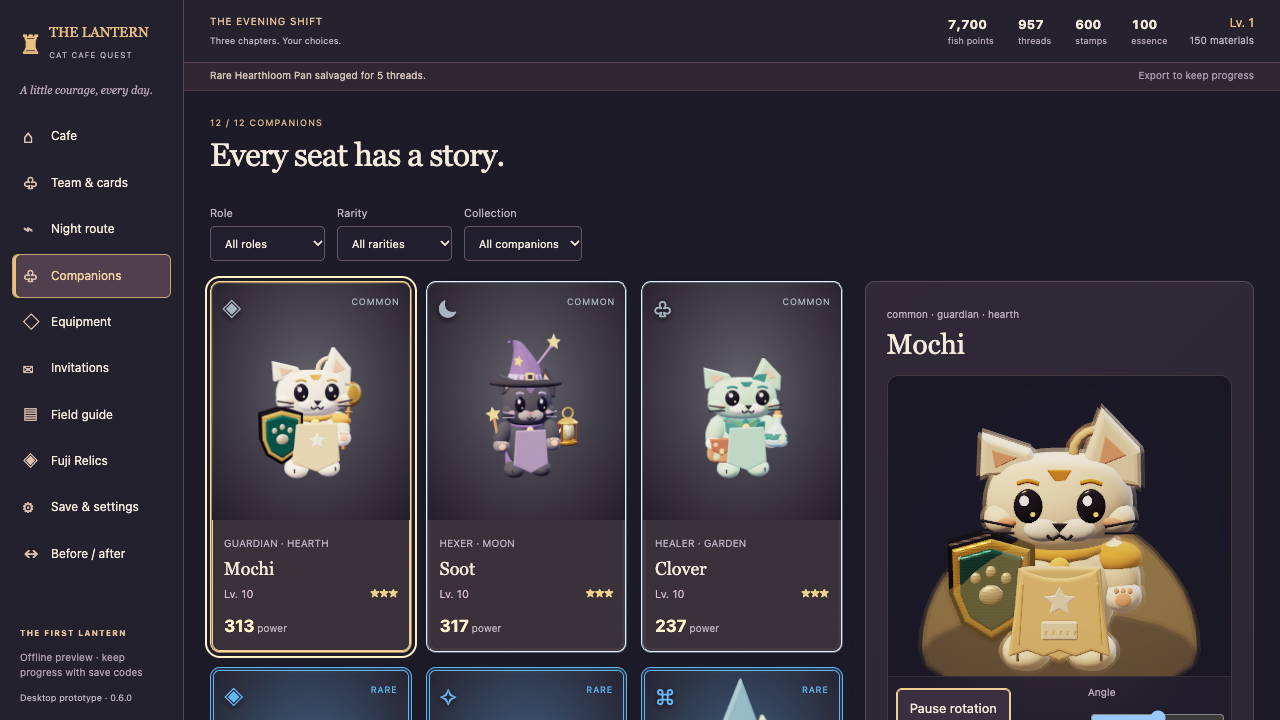 THE LANTERN
CAT CAFE QUEST
A little courage, every day.
Cafe
Team & cards
Night route
Companions
Equipment
Invitations
Field guide
Fuji Relics
Save & settings
Before / after
THE FIRST LANTERN
Offline preview · keep
progress with save codes
Desktop prototype · 0.6.0
THE EVENING SHIFT
Three chapters. Your choices.
7,700
fish points
957
threads
600
stamps
100
essence
Lv. 1
150 materials
Rare Hearthloom Pan salvaged for 5 threads.
Export to keep progress
12 / 12 COMPANIONS
Every seat has a story.
Role
Rarity
Collection
All roles
All rarities
All companions
COMMON
GUARDIAN · HEARTH
Mochi
Lv. 10
313 power
COMMON
HEXER · MOON
Soot
Lv. 10
317 power
COMMON
HEALER · GARDEN
Clover
Lv. 10
237 power
RARE
RARE
RARE
common · guardian · hearth
Mochi
Pause rotation
Angle